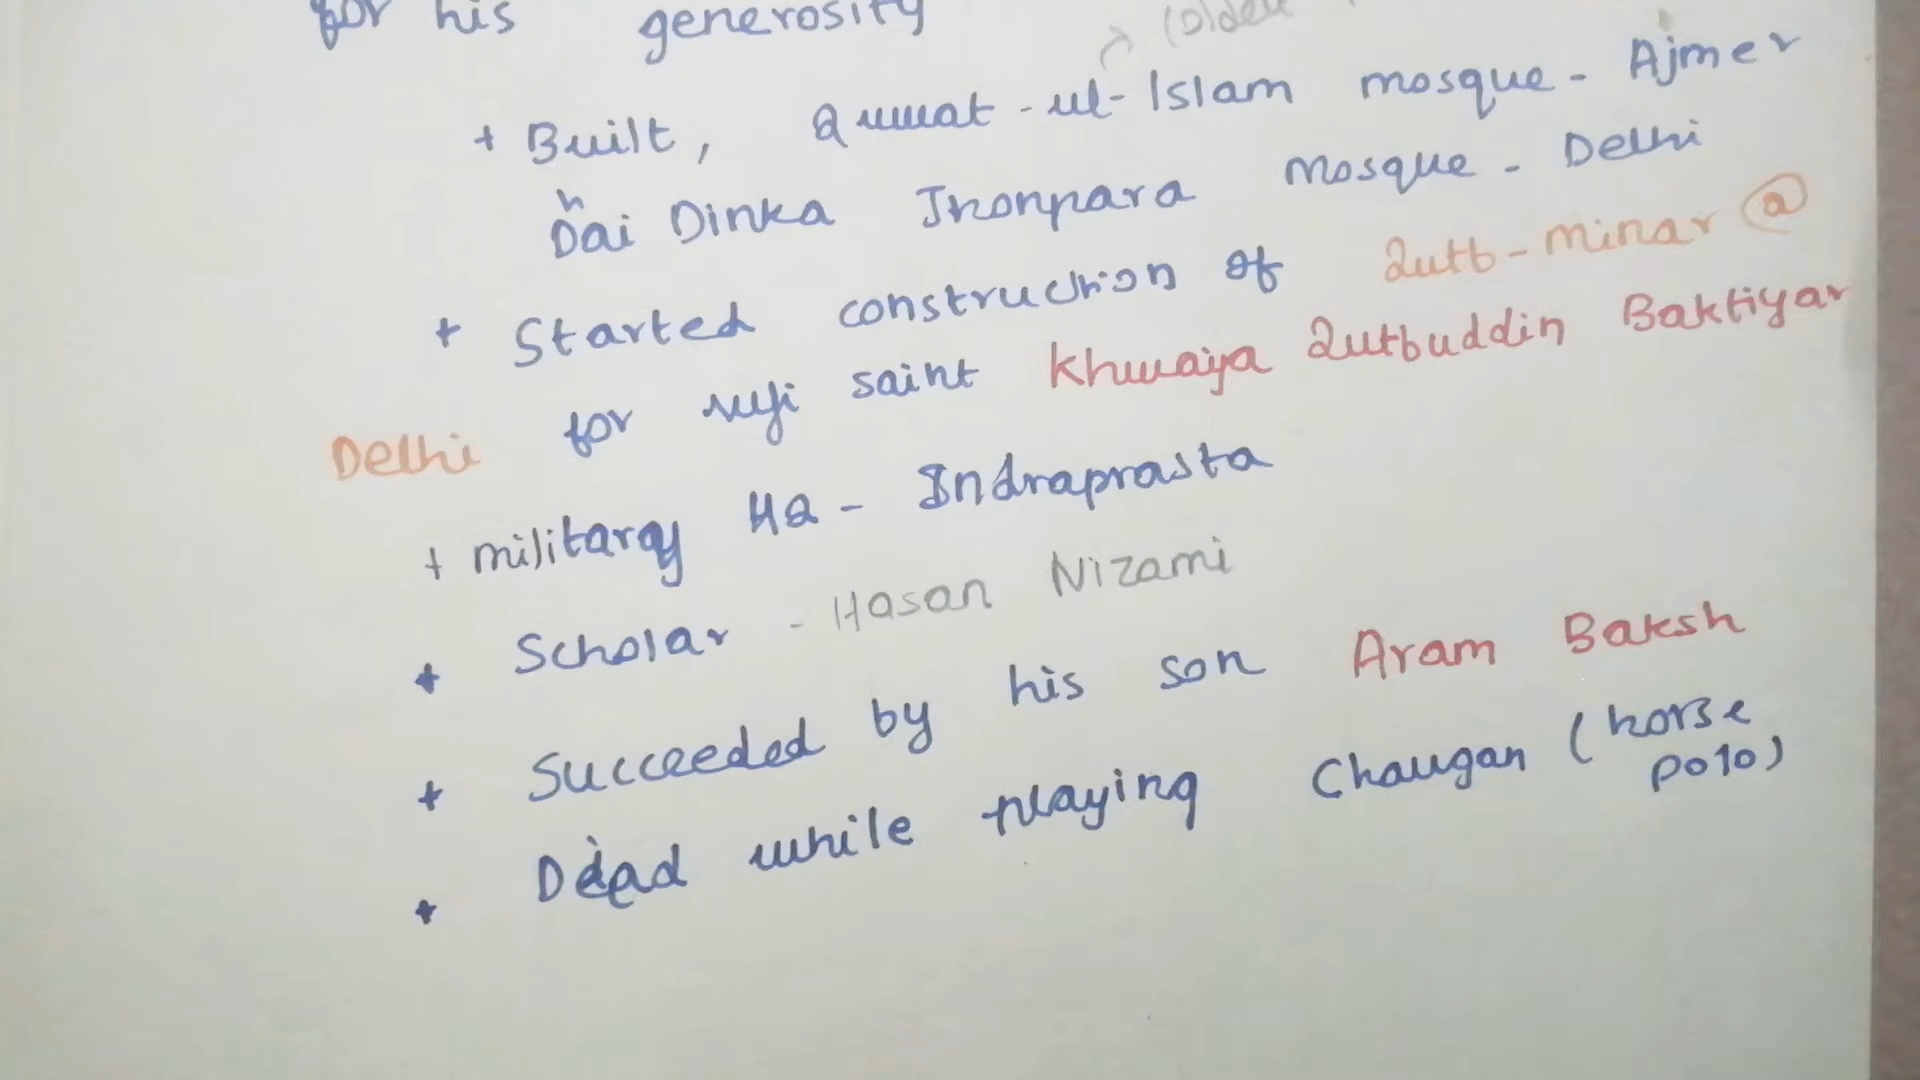 for his generosity
(Oldest
+ Built, Quwat-ul-Islam mosque - Ajmer
Dhai Dinka Jhonpara Mosque - Delhi
+ Started construction of Qutb-minar @
Delhi for sufi saint Khwaja Qutbuddin Baktiyar
+ military HQ - Indraprasta
+ Scholar - Hasan Nizami
+ Succeeded by his son Aram Baksh
+ Died while playing Chaugan (horse
polo)